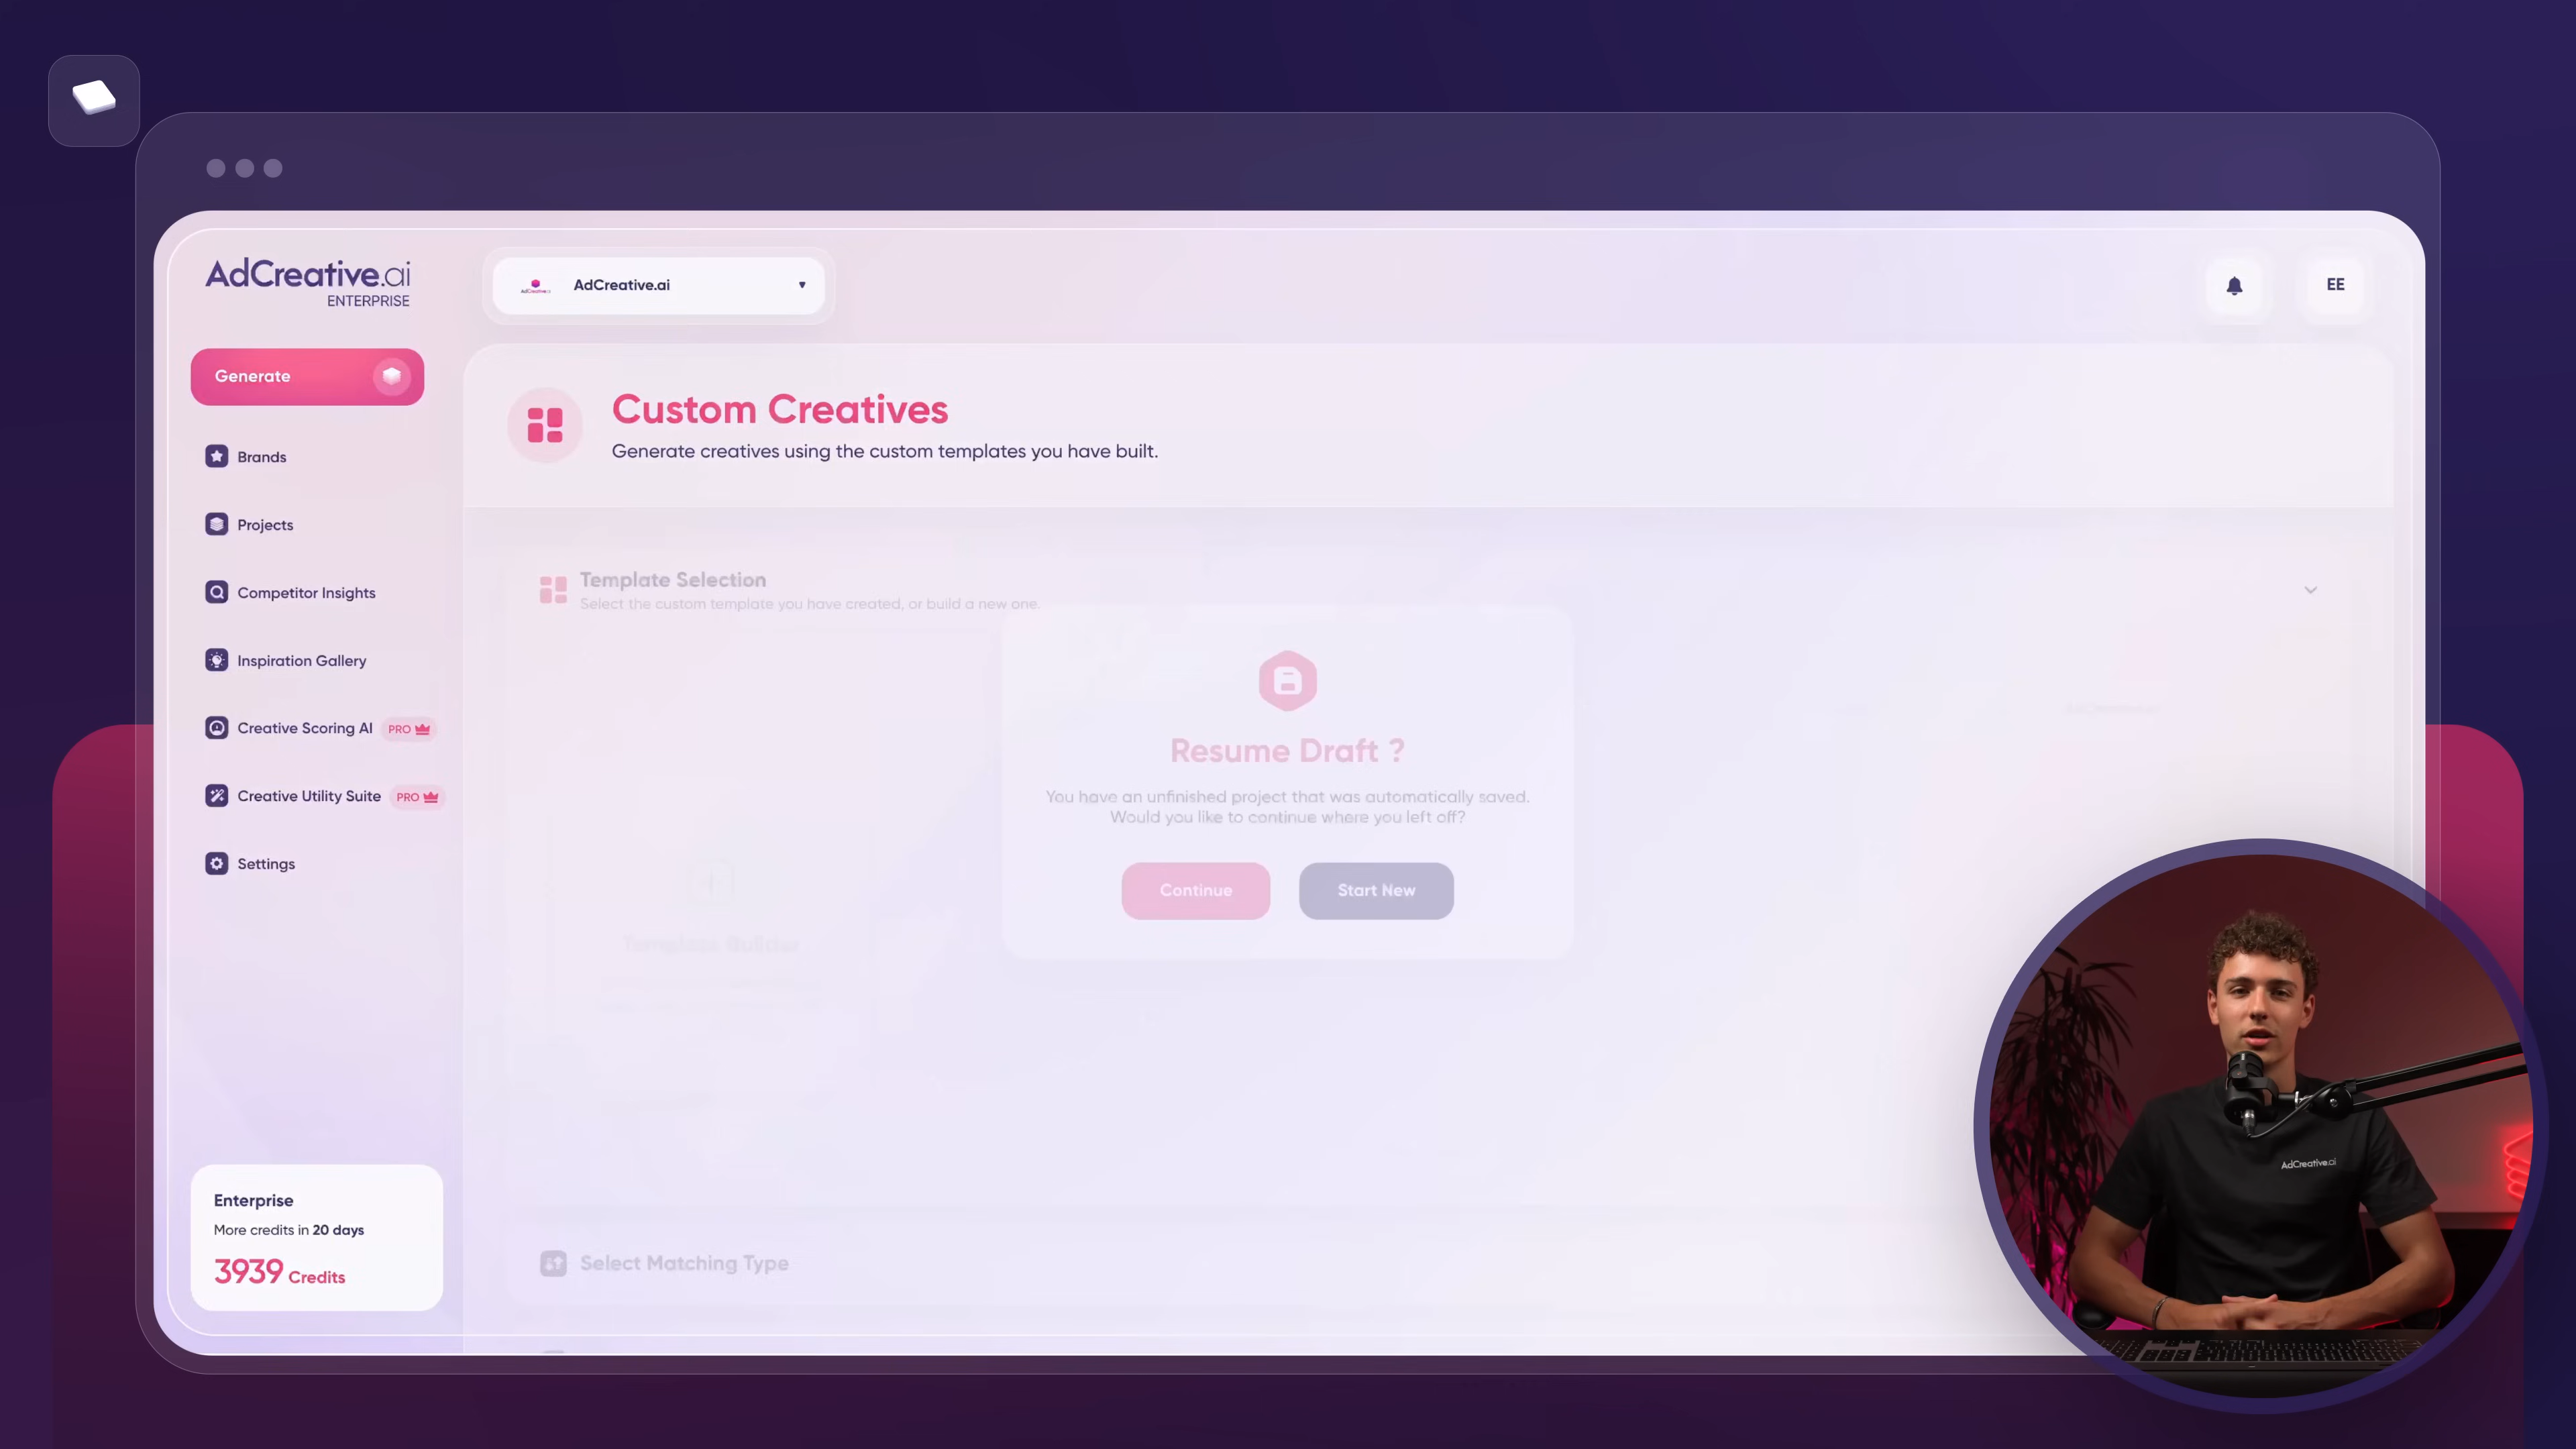 AdCreative.ai
ENTERPRISE
AdCreative.ai
EE
Generate
Brands
Projects
Competitor Insights
Inspiration Gallery
Creative Scoring AI PRO
Creative Utility Suite PRO
Settings
Enterprise
More credits in 20 days
3939 Credits
Custom Creatives
Generate creatives using the custom templates you have built.
Template Selection
Select the custom template you have created, or build a new one.
Resume Draft ?
You have an unfinished project that was automatically saved.
Would you like to continue where you left off?
Continue
Start New
Template Builder
Select Matching Type
AdCreative.ai